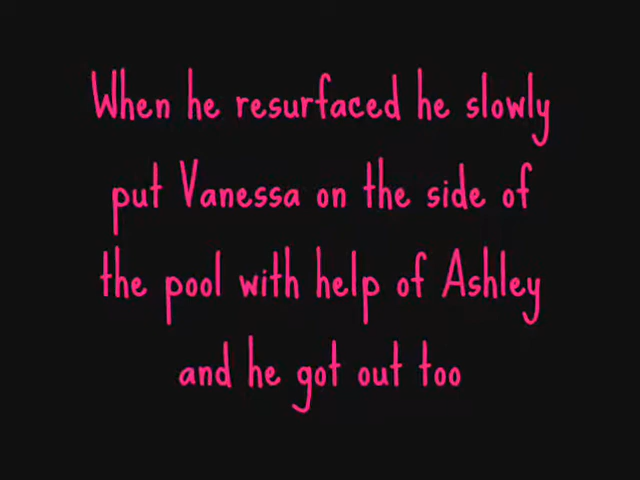 When he resurfaced he slowly
put Vanessa on the side of
the pool with help of Ashley
and he got out too